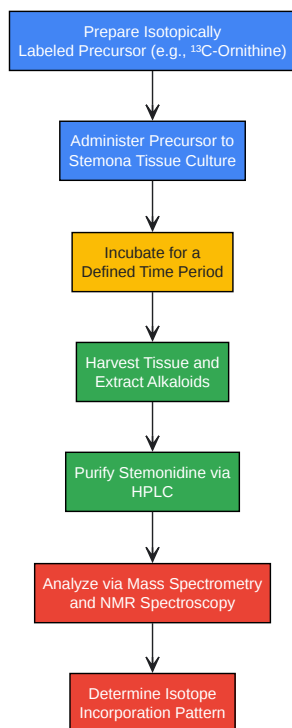 Prepare Isotopically
Labeled Precursor (e.g., ¹³C-Ornithine)
Administer Precursor to
Stemona Tissue Culture
Incubate for a
Defined Time Period
Harvest Tissue and
Extract Alkaloids
Purify Stemonidine via
HPLC
Analyze via Mass Spectrometry
and NMR Spectroscopy
Determine Isotope
Incorporation Pattern